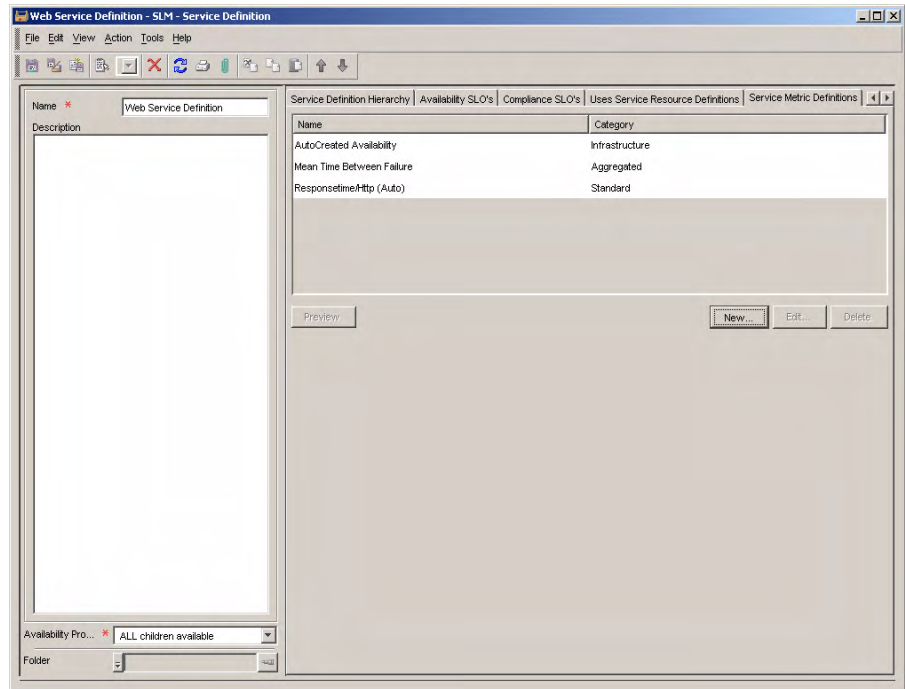 Web Service Definition - SLM - Service Definition
File Edit View Action Tools Help
Name * Web Service Definition
Description
Service Definition Hierarchy Availability SLO's Compliance SLO's Uses Service Resource Definitions Service Metric Definitions
Name Category
AutoCreated Availability Infrastructure
Mean Time Between Failure Aggregated
Responsetime/Http (Auto) Standard
Preview New... Edit... Delete
Availability Pro... * ALL children available
Folder